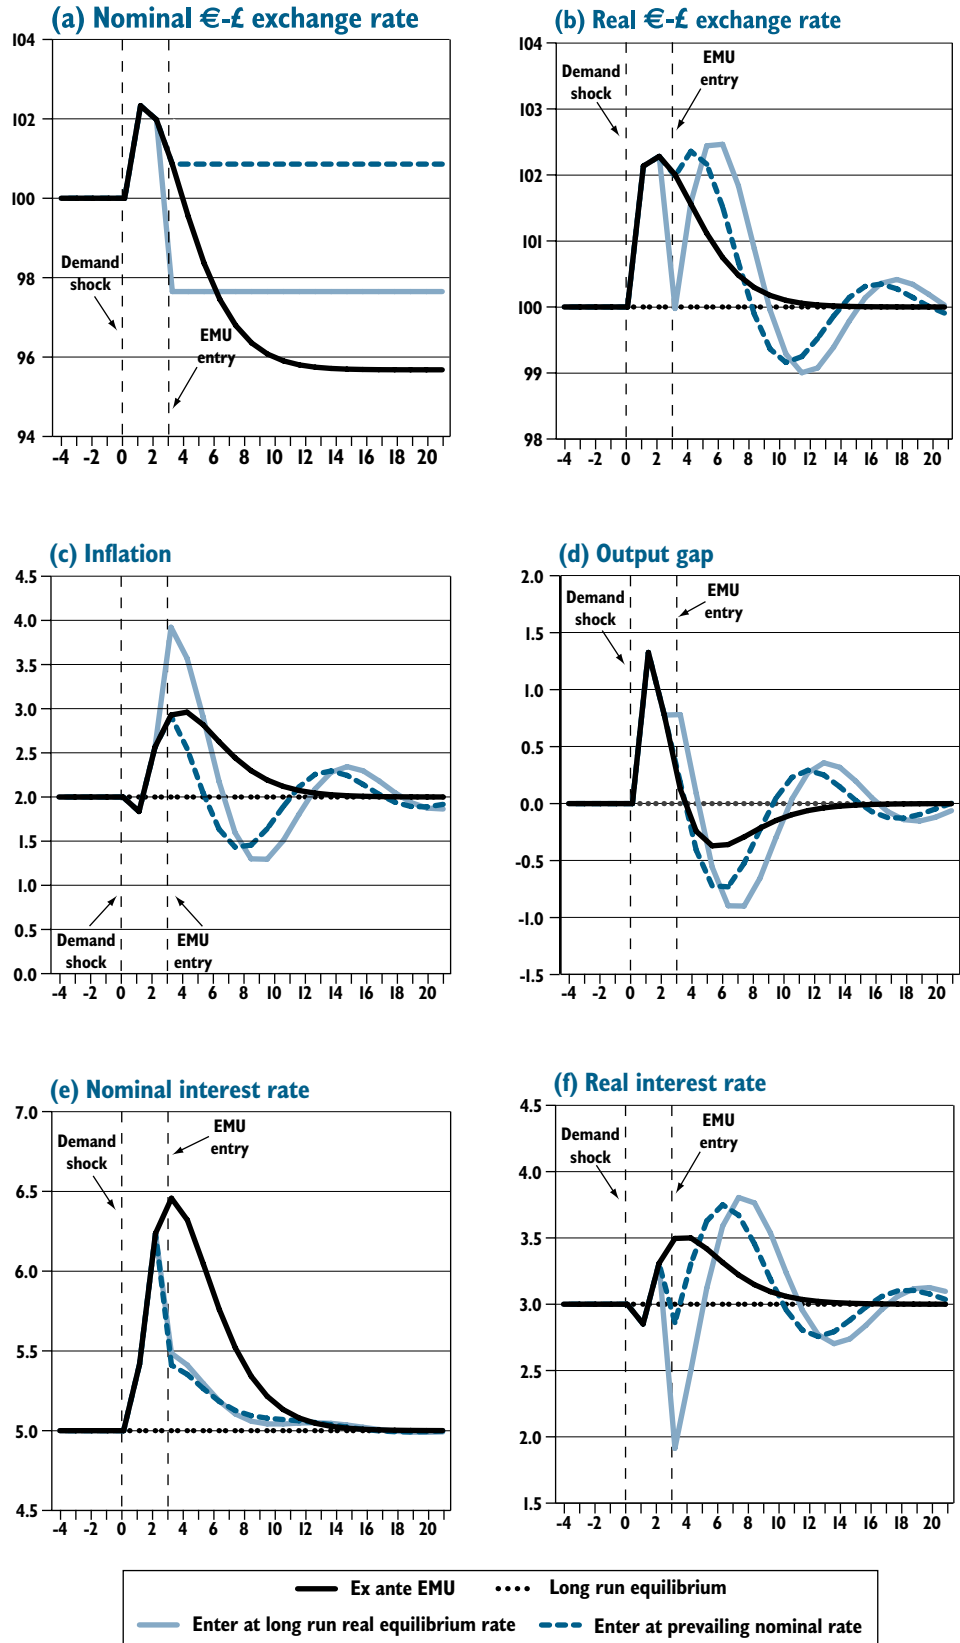 (a) Nominal €-£ exchange rate
104
102
100
98
96
94
Demand
shock
EMU
entry
-4 -2 0 2 4 6 8 10 12 14 16 18 20
(b) Real €-£ exchange rate
104
103
102
101
100
99
98
Demand
shock
EMU
entry
-4 -2 0 2 4 6 8 10 12 14 16 18 20
(c) Inflation
4.5
4.0
3.5
3.0
2.5
2.0
1.5
1.0
0.5
0.0
Demand
shock
EMU
entry
-4 -2 0 2 4 6 8 10 12 14 16 18 20
(d) Output gap
2.0
1.5
1.0
0.5
0.0
-0.5
-1.0
-1.5
Demand
shock
EMU
entry
-4 -2 0 2 4 6 8 10 12 14 16 18 20
(e) Nominal interest rate
7.0
6.5
6.0
5.5
5.0
4.5
Demand
shock
EMU
entry
-4 -2 0 2 4 6 8 10 12 14 16 18 20
(f) Real interest rate
4.5
4.0
3.5
3.0
2.5
2.0
1.5
Demand
shock
EMU
entry
-4 -2 0 2 4 6 8 10 12 14 16 18 20
Ex ante EMU Long run equilibrium
Enter at long run real equilibrium rate Enter at prevailing nominal rate